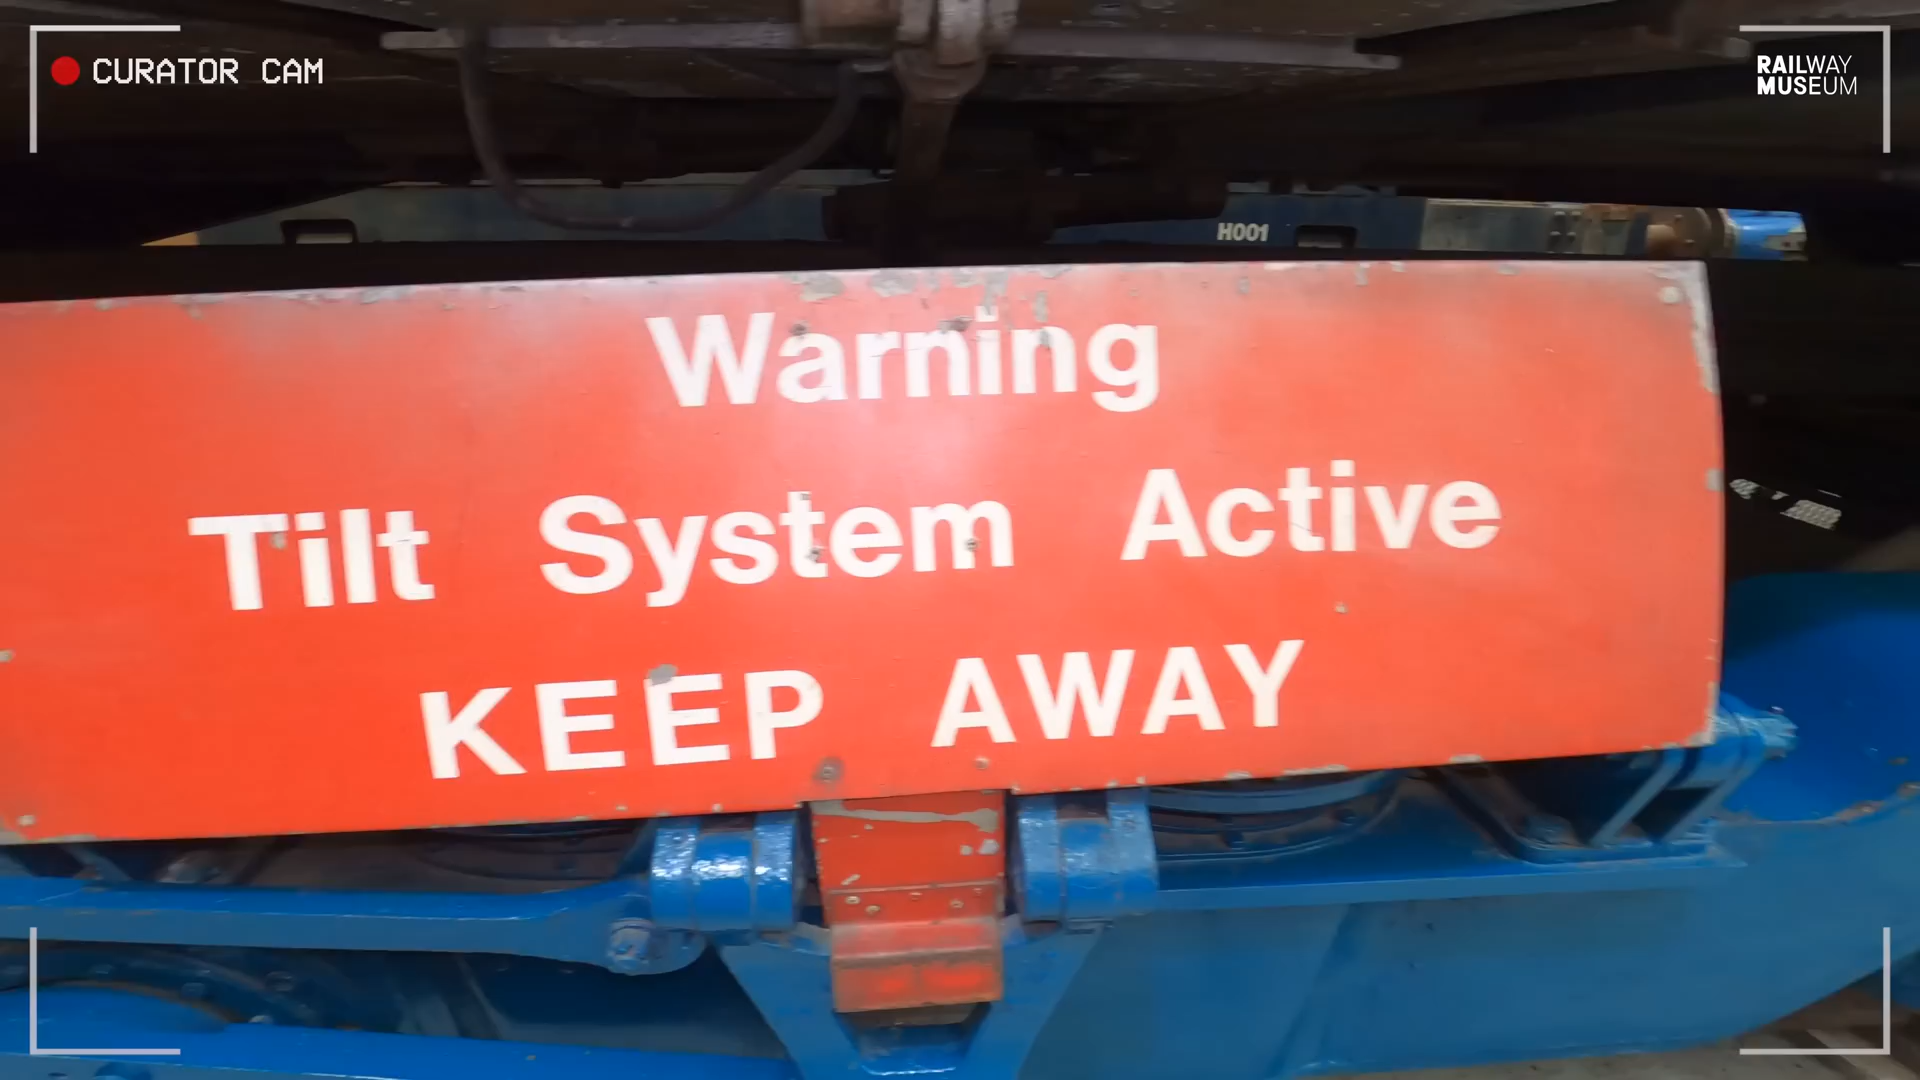 CURATOR CAM
RAILWAY
MUSEUM
H001
Warning
Tilt System Active
KEEP AWAY